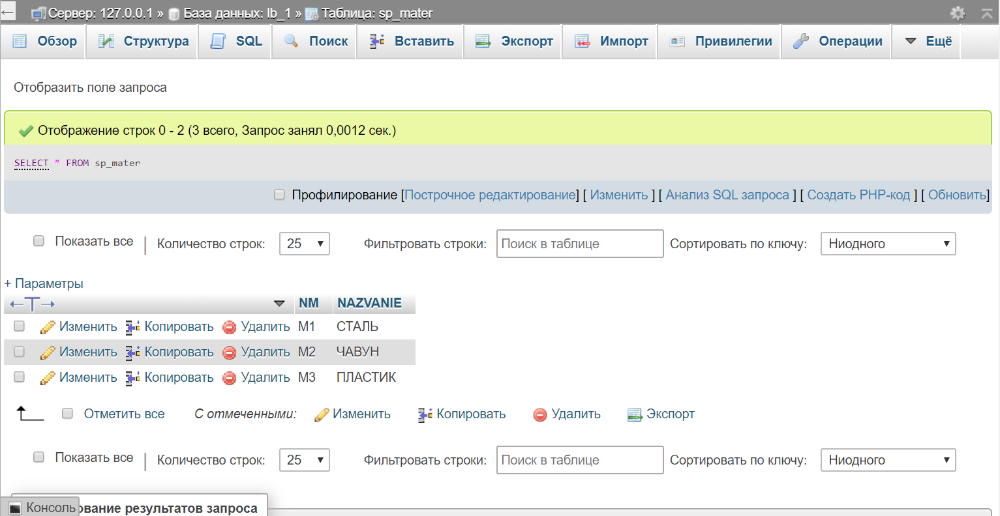 Сервер: 127.0.0.1 » База данных: lb_1 » Таблица: sp_mater
Обзор Структура SQL Поиск Вставить Экспорт Импорт Привилегии Операции Ещё
Отобразить поле запроса
Отображение строк 0 - 2 (3 всего, Запрос занял 0,0012 сек.)
SELECT * FROM sp_mater
Профилирование [Построчное редактирование] [ Изменить ] [ Анализ SQL запроса ] [ Создать PHP-код ] [ Обновить]
Показать все | Количество строк: 25 Фильтровать строки: Поиск в таблице Сортировать по ключу: Ниодного
+ Параметры
←T→ NM NAZVANIE
Изменить Копировать Удалить М1 СТАЛЬ
Изменить Копировать Удалить М2 ЧАВУН
Изменить Копировать Удалить М3 ПЛАСТИК
Отметить все С отмеченными: Изменить Копировать Удалить Экспорт
Показать все | Количество строк: 25 Фильтровать строки: Поиск в таблице Сортировать по ключу: Ниодного
Консоль ование результатов запроса